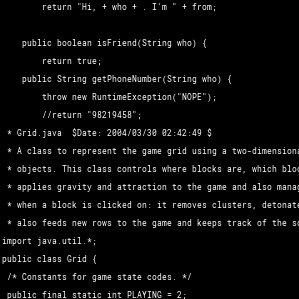 return "Hi, + who + . I'm " + from;
public boolean isFriend(String who) {
return true;
public String getPhoneNumber(String who) {
throw new RuntimeException("NOPE");
//return "98219458";
* Grid.java $Date: 2004/03/30 02:42:49 $
* A class to represent the game grid using a two-dimensiona
* objects. This class controls where blocks are, which bloc
* applies gravity and attraction to the game and also manag
* when a block is clicked on: it removes clusters, detonate
* also feeds new rows to the game and keeps track of the sc
import java.util.*;
public class Grid {
/* Constants for game state codes. */
public final static int PLAYING = 2;